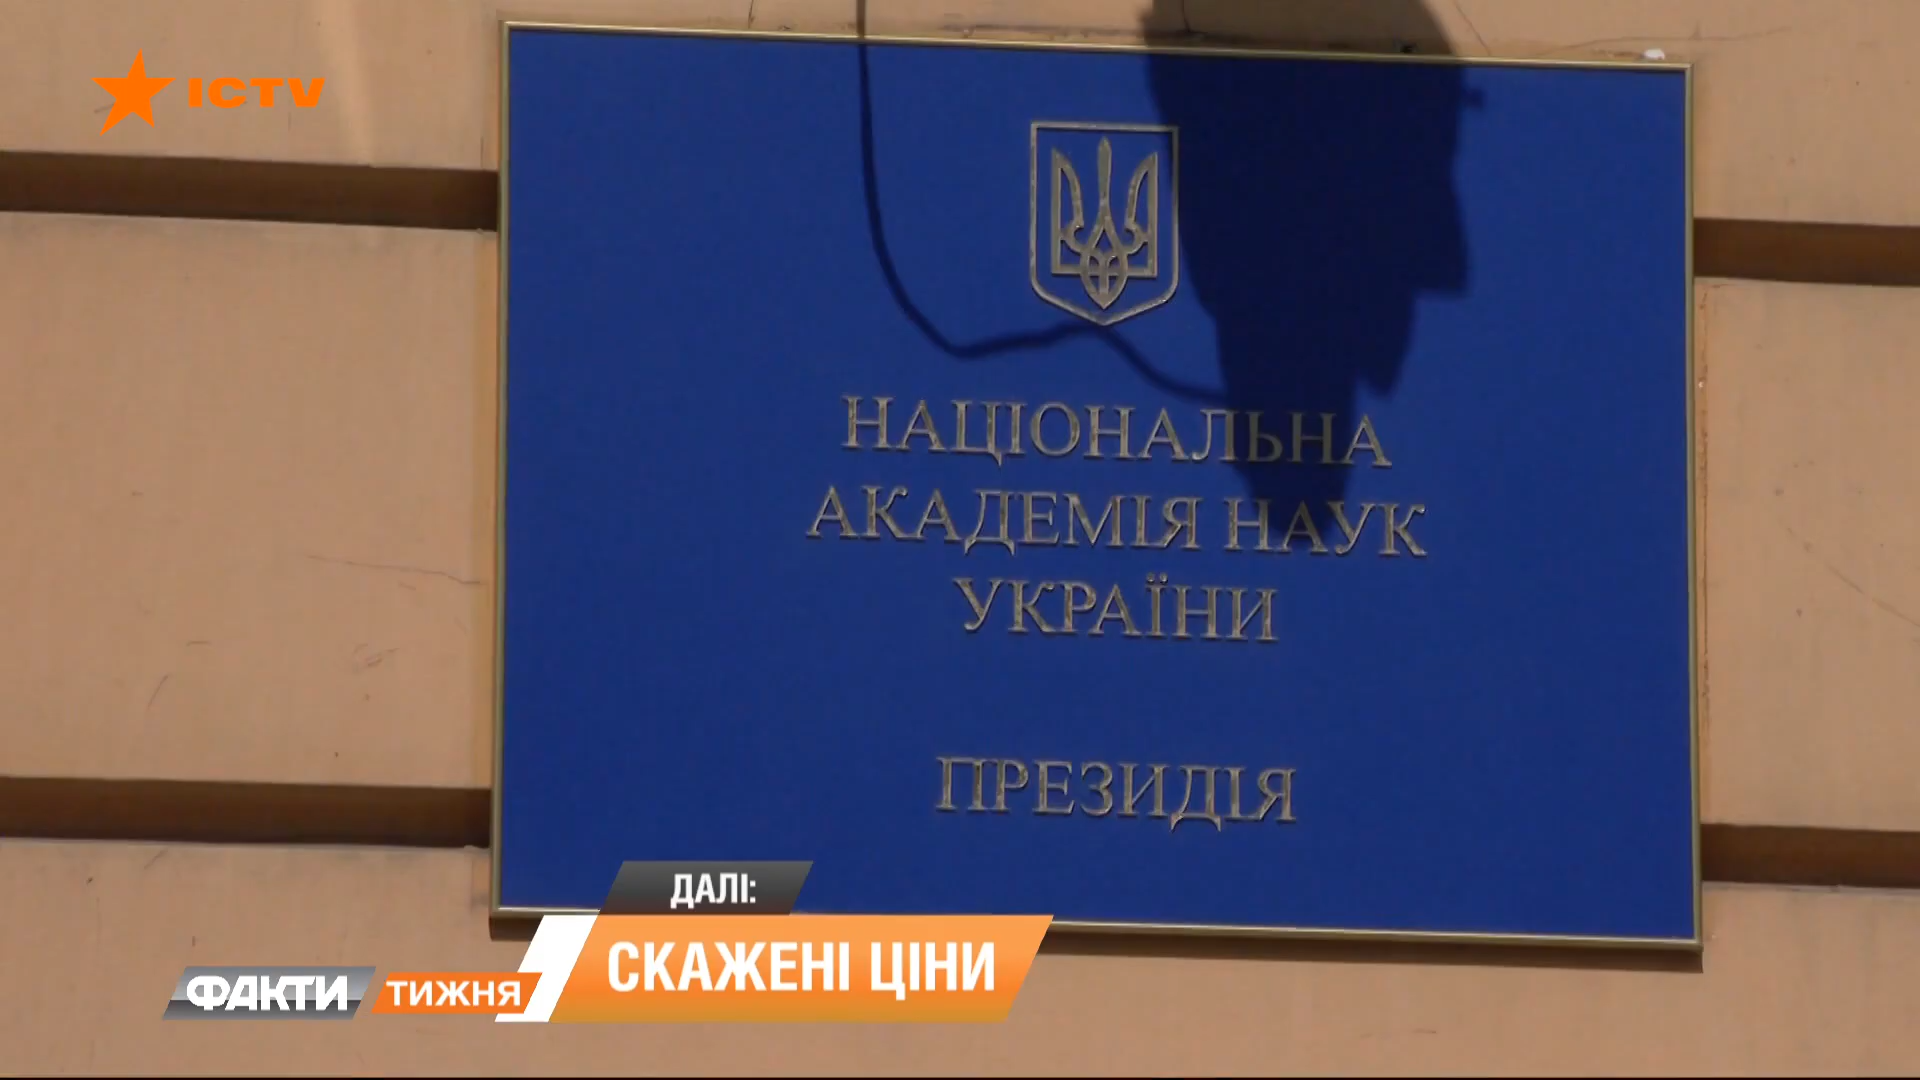 ICTV
НАЦІОНАЛЬНА
АКАДЕМІЯ НАУК
УКРАЇНИ
ПРЕЗИДІЯ
ДАЛІ:
СКАЖЕНІ ЦІНИ
ФАКТИ ТИЖНЯ